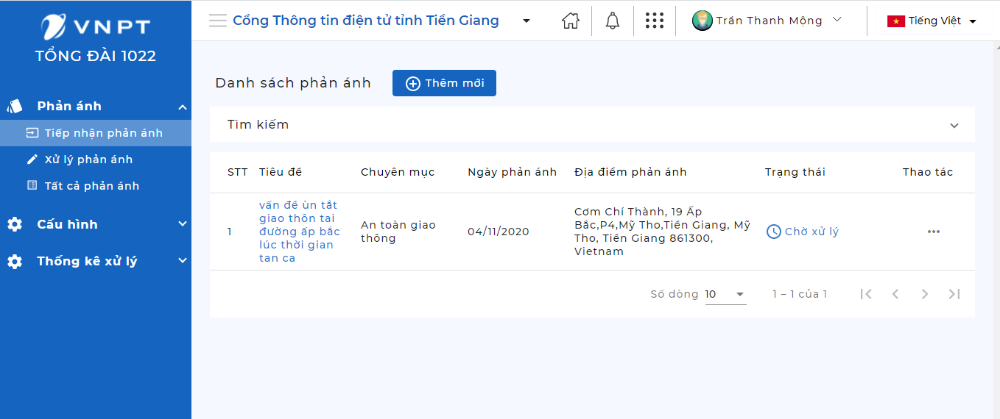 VNPT
TỔNG ĐÀI 1022
Phản ánh
Tiếp nhận phản ánh
Xử lý phản ánh
Tất cả phản ánh
Cấu hình
Thống kê xử lý
Cổng Thông tin điện tử tỉnh Tiền Giang
Trần Thanh Mộng
Tiếng Việt
Danh sách phản ánh
Thêm mới
Tìm kiếm
STT Tiêu đề Chuyên mục Ngày phản ánh Địa điểm phản ánh Trạng thái Thao tác
1
vấn đề ùn tắt
giao thôn tai
đường ấp bắc
lúc thời gian
tan ca
An toàn giao
thông
04/11/2020
Cơm Chí Thành, 19 Ấp
Bắc,P4,Mỹ Tho,Tiền Giang, Mỹ
Tho, Tiền Giang 861300,
Vietnam
Chờ xử lý
Số dòng 10 1 – 1 của 1